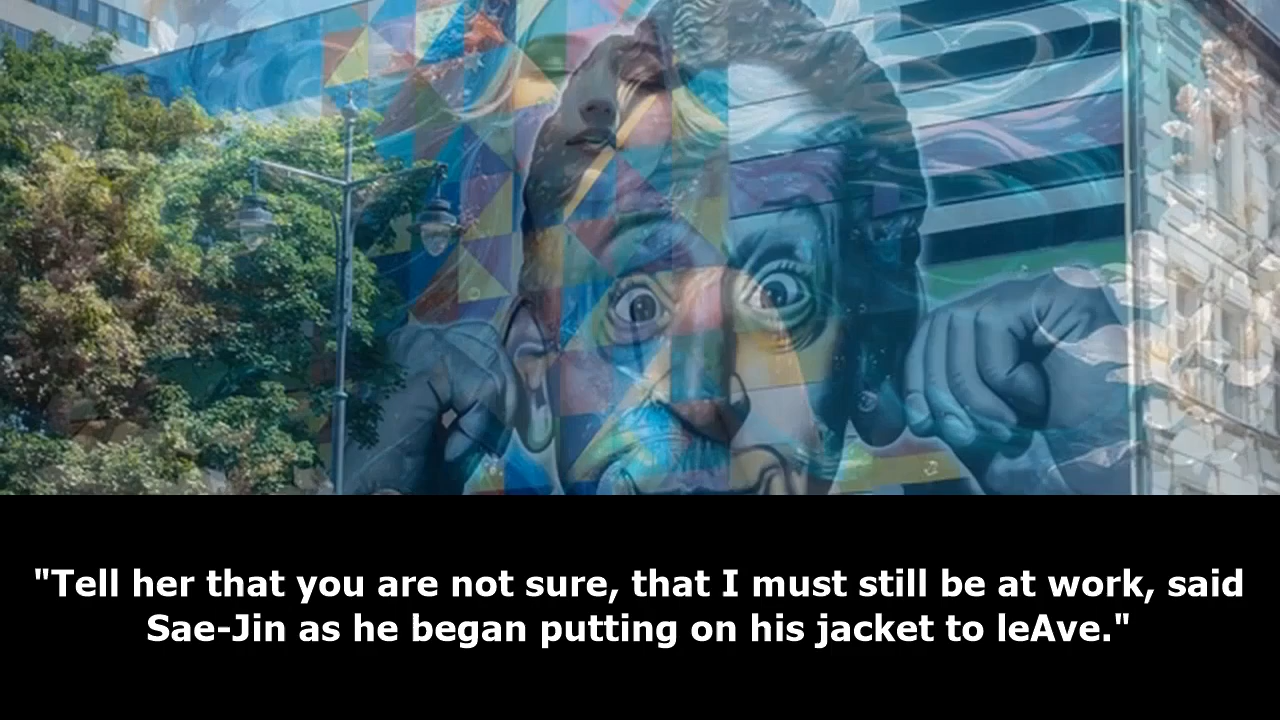 "Tell her that you are not sure, that I must still be at work, said
Sae-Jin as he began putting on his jacket to leAve."